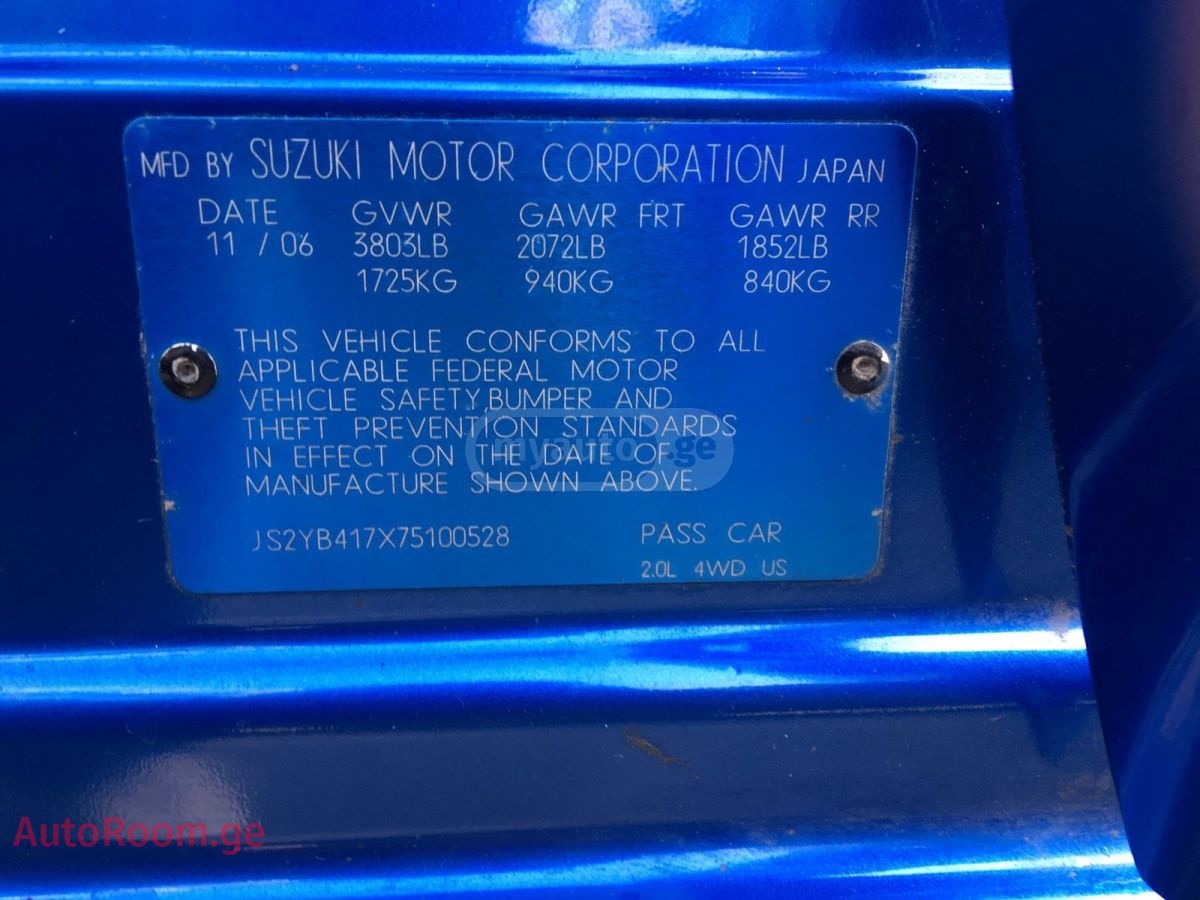 MFD BY SUZUKI MOTOR CORPORATION JAPAN
DATE GVWR GAWR FRT GAWR RR
11 / 06 3803LB 2072LB 1852LB
1725KG 940KG 840KG
THIS VEHICLE CONFORMS TO ALL
APPLICABLE FEDERAL MOTOR
VEHICLE SAFETY BUMPER AND
THEFT PREVENTION STANDARDS
IN EFFECT ON THE DATE OF
MANUFACTURE SHOWN ABOVE.
myauto.ge
JS2YB417X75100528 PASS CAR
2.0L 4WD US
AutoRoom.ge